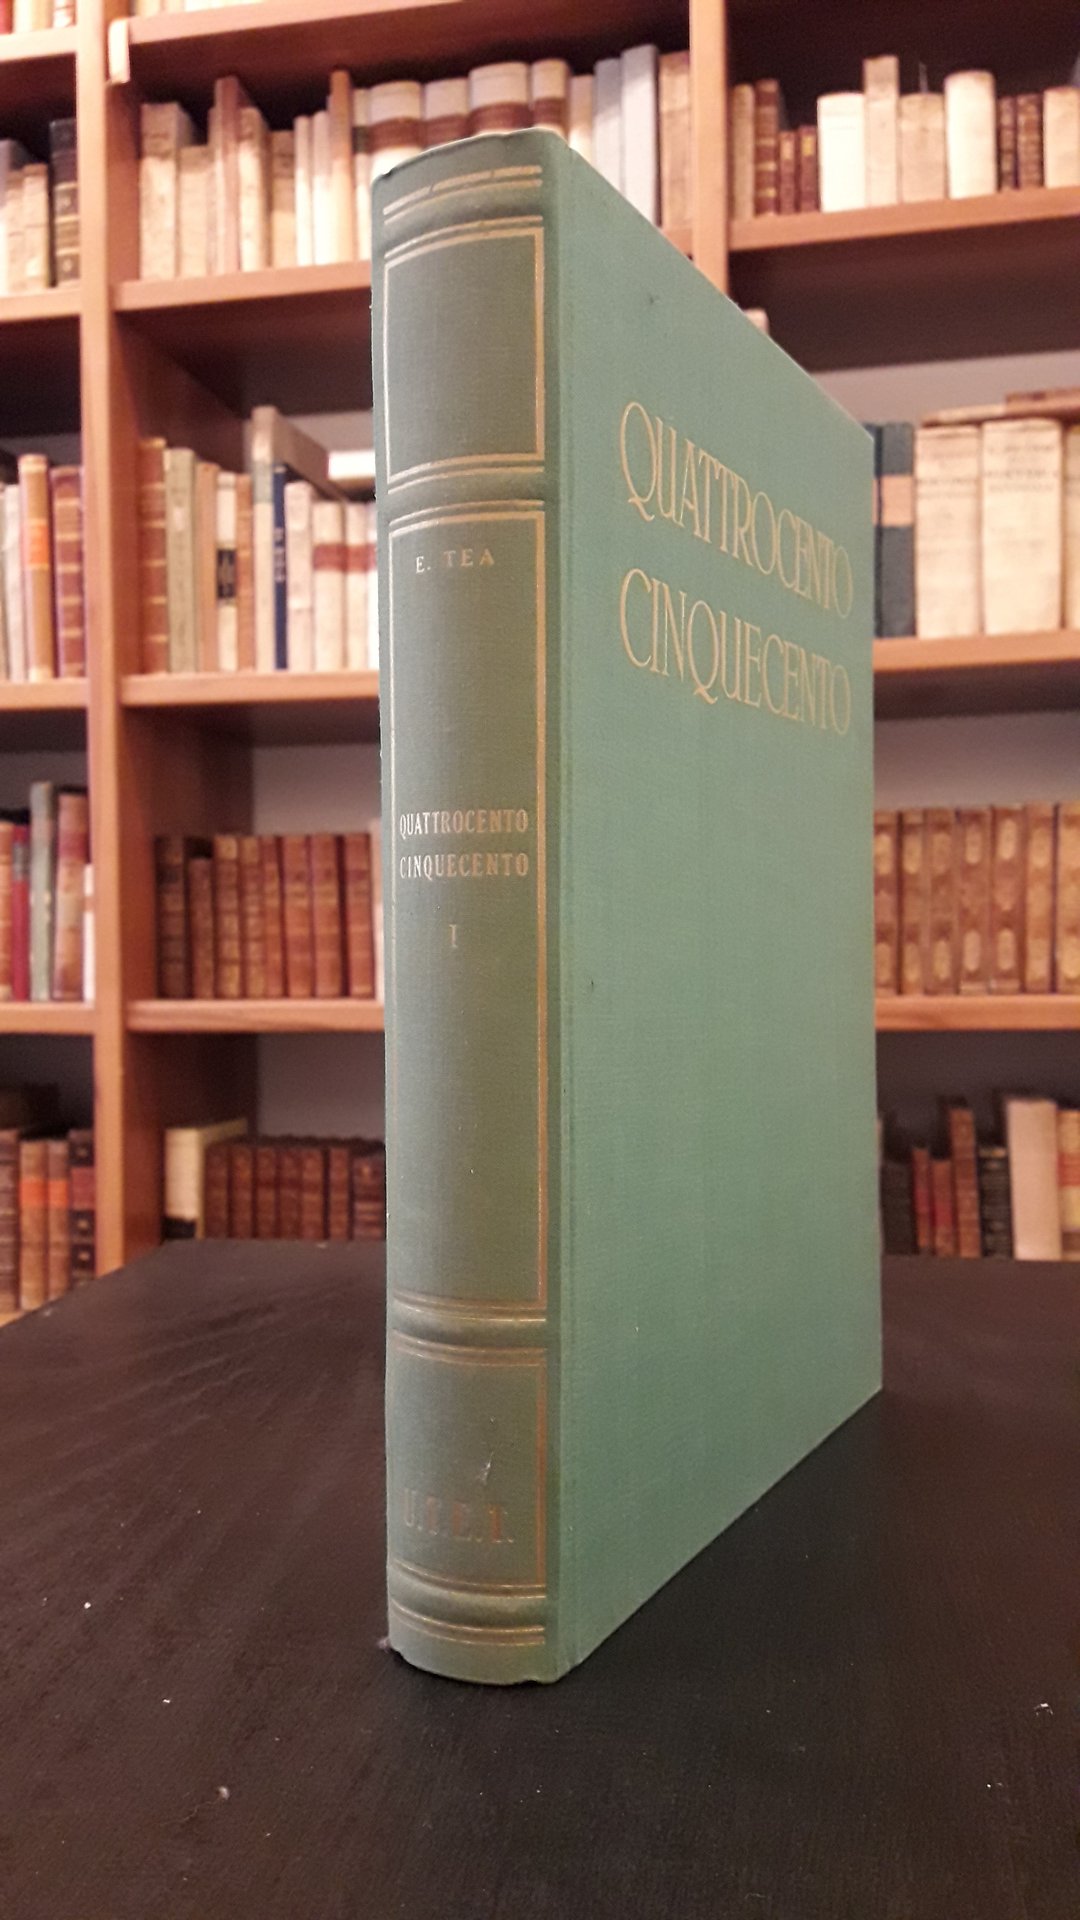 E. TEA
QUATTROCENTO
CINQUECENTO
I
U.T.E.T.
QUATTROCENTO
CINQUECENTO